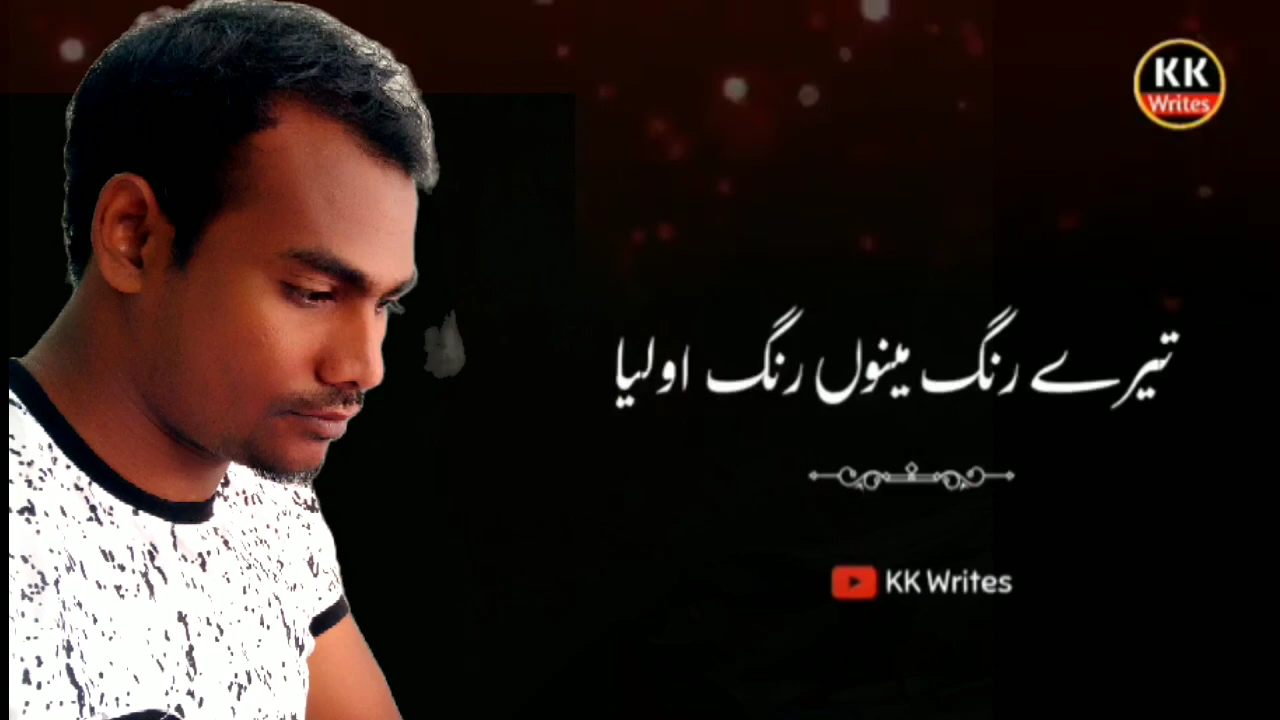 KK
Writes
تیرے رنگ مینوں رنگ اولیا
KK Writes